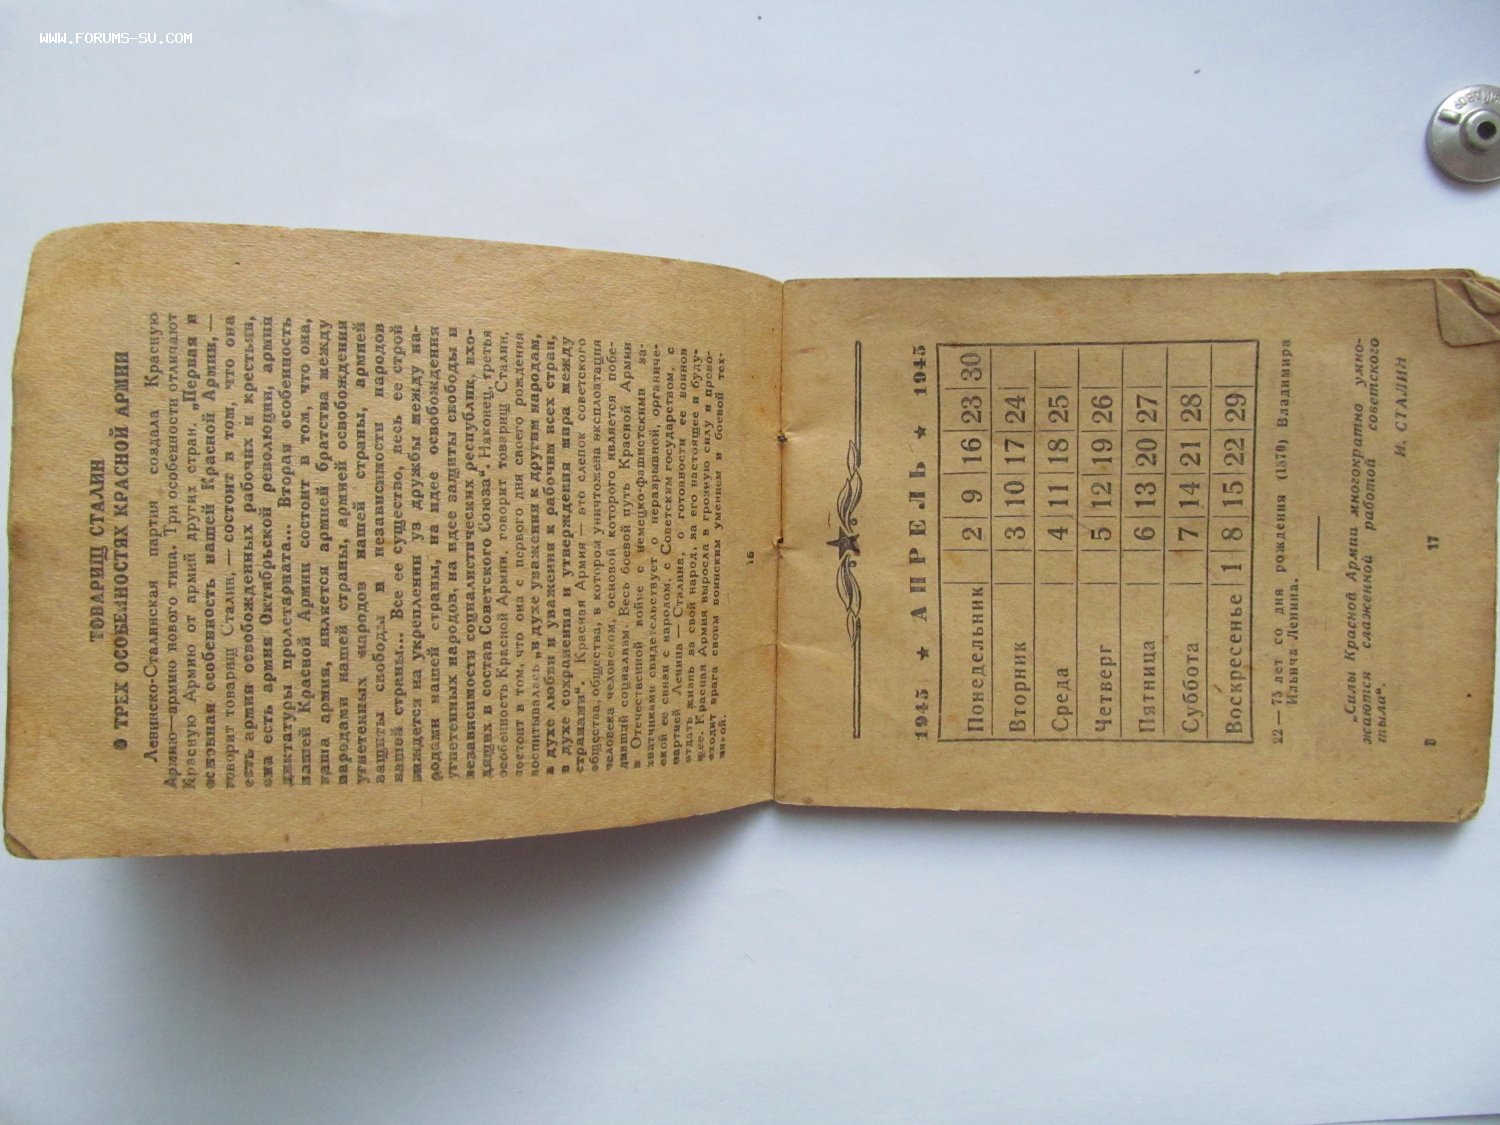 WWW.FORUMS-SU.COM
ТОВАРИЩ СТАЛИН
О ТРЕХ ОСОБЕННОСТЯХ КРАСНОЙ АРМИИ
Ленинско-Сталинская партия создала Красную
Армию—армию нового типа. Три особенности отличают
Красную Армию от армий других стран. „Первая и
основная особенность нашей Красной Армии, —
говорит товарищ Сталин, — состоит в том, что она
есть армия освобожденных рабочих и крестьян,
она есть армия Октябрьской революции, армия
диктатуры пролетариата... Вторая особенность
нашей Красной Армии состоит в том, что она,
наша армия, является армией братства между
народами нашей страны, армией освобождения
угнетенных народов нашей страны, армией
защиты свободы и независимости народов
нашей страны... Все ее существо, весь ее строй
зиждется на укреплении уз дружбы между на-
родами нашей страны, на идее освобождения
угнетенных народов, на идее защиты свободы и
независимости социалистических республик, вхо-
дящих в состав Советского Союза“. Наконец, третья
особенность Красной Армии, говорит товарищ Сталин,
состоит в том, что она с первого дня своего рождения
воспитывалась „в духе уважения к другим народам,
в духе любви и уважения к рабочим всех стран,
в духе сохранения и утверждения мира между
странами“. Красная Армия — это слепок советского
общества, общества, в котором уничтожена эксплоатация
человека человеком, основой которого является побе-
дивший социализм. Весь боевой путь Красной Армии
в Отечественной войне с немецко-фашистскими за-
хватчиками свидетельствует о неразрывной, органиче-
ской ее связи с народом, с Советским государством, с
партией Ленина — Сталина, о готовности ее воинов
отдать жизнь за свой народ, за его настоящее и буду-
щее. Красная Армия выросла в грозную силу и превос-
ходит врага своим воинским умением и боевой тех-
никой.
16
1945 ★ АПРЕЛЬ ★ 1945
Понедельник 2 9 16 23 30
Вторник 3 10 17 24
Среда 4 11 18 25
Четверг 5 12 19 26
Пятница 6 13 20 27
Суббота 7 14 21 28
Воскресенье 1 8 15 22 29
22 — 75 лет со дня рождения (1870) Владимира
Ильича Ленина.
„Силы Красной Армии многократно умно-
жаются слаженной работой советского
тыла“.
И. СТАЛИН
В
17